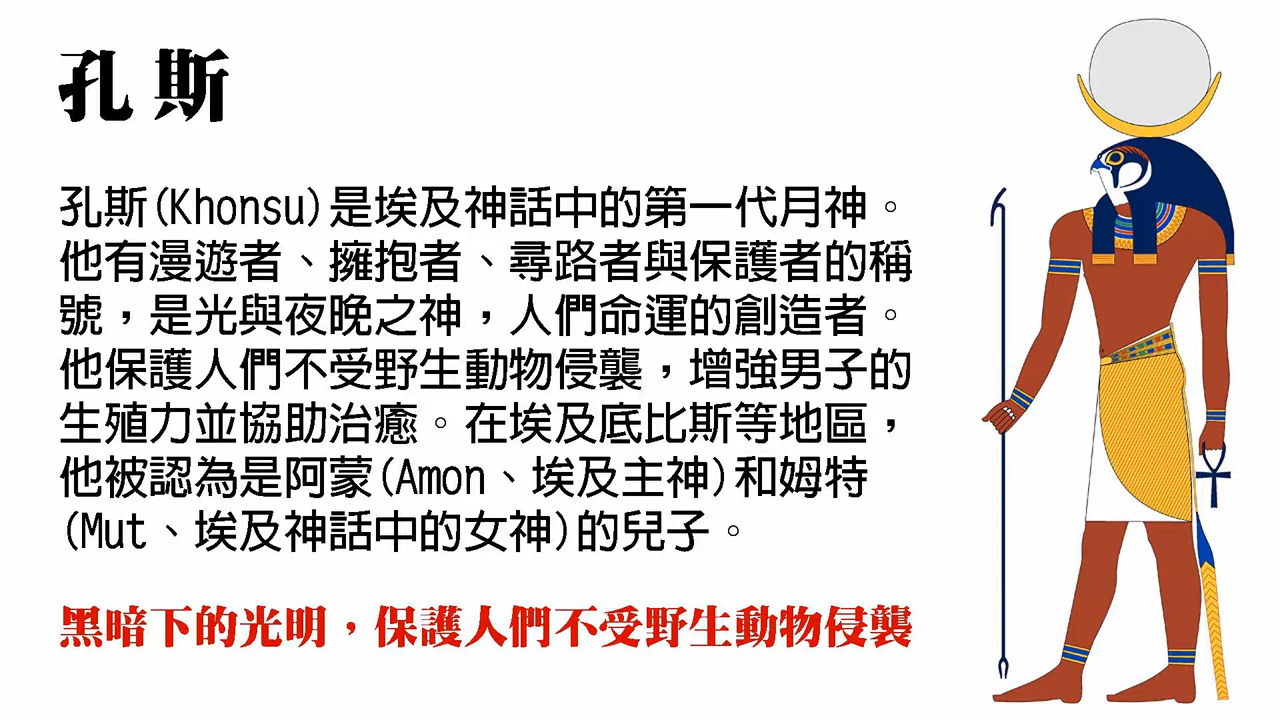 孔斯
孔斯(Khonsu)是埃及神話中的第一代月神。
他有漫遊者、擁抱者、尋路者與保護者的稱
號，是光與夜晚之神，人們命運的創造者。
他保護人們不受野生動物侵襲，增強男子的
生殖力並協助治癒。在埃及底比斯等地區，
他被認為是阿蒙(Amon、埃及主神)和姆特
(Mut、埃及神話中的女神)的兒子。
黑暗下的光明，保護人們不受野生動物侵襲